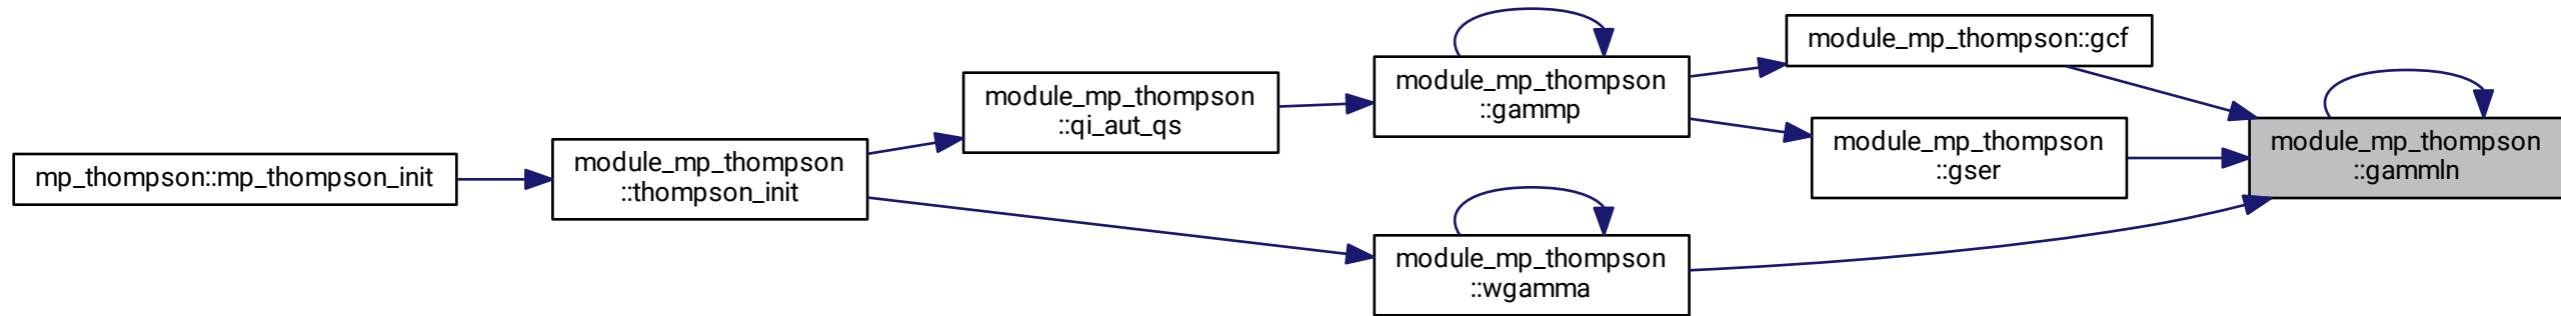 mp_thompson::mp_thompson_init
module_mp_thompson
::thompson_init
module_mp_thompson
::qi_aut_qs
module_mp_thompson
::gammp
module_mp_thompson
::wgamma
module_mp_thompson::gcf
module_mp_thompson
::gser
module_mp_thompson
::gammln